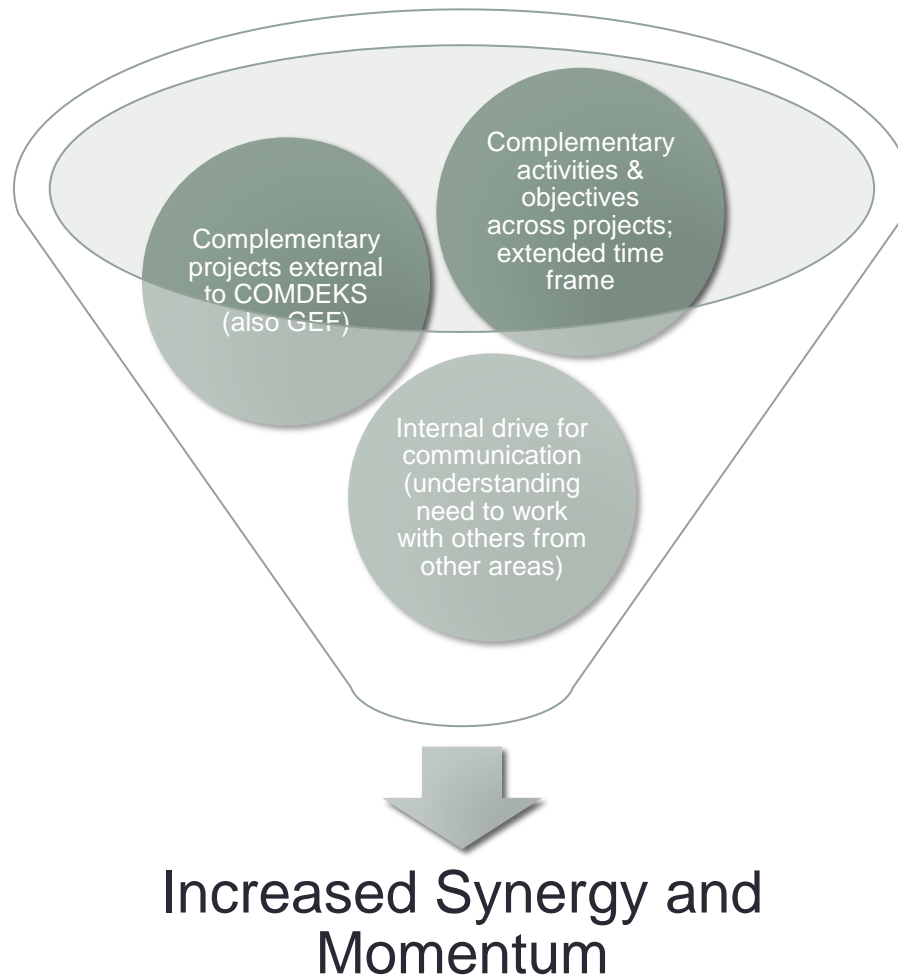 Complementary
projects external
to COMDEKS
(also GEF)
Complementary
activities &
objectives
across projects;
extended time
frame
Internal drive for
communication
(understanding
need to work
with others from
other areas)
Increased Synergy and
Momentum